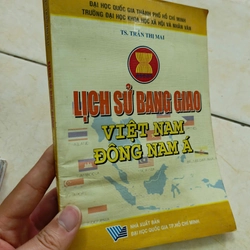 ĐẠI HỌC QUỐC GIA THÀNH PHỐ HỒ CHÍ MINH
TRƯỜNG ĐẠI HỌC KHOA HỌC XÃ HỘI VÀ NHÂN VĂN
TS. TRẦN THỊ MAI
LỊCH SỬ BANG GIAO
VIỆT NAM
ĐÔNG NAM Á
NHÀ XUẤT BẢN
ĐẠI HỌC QUỐC GIA TP HỒ CHÍ MINH